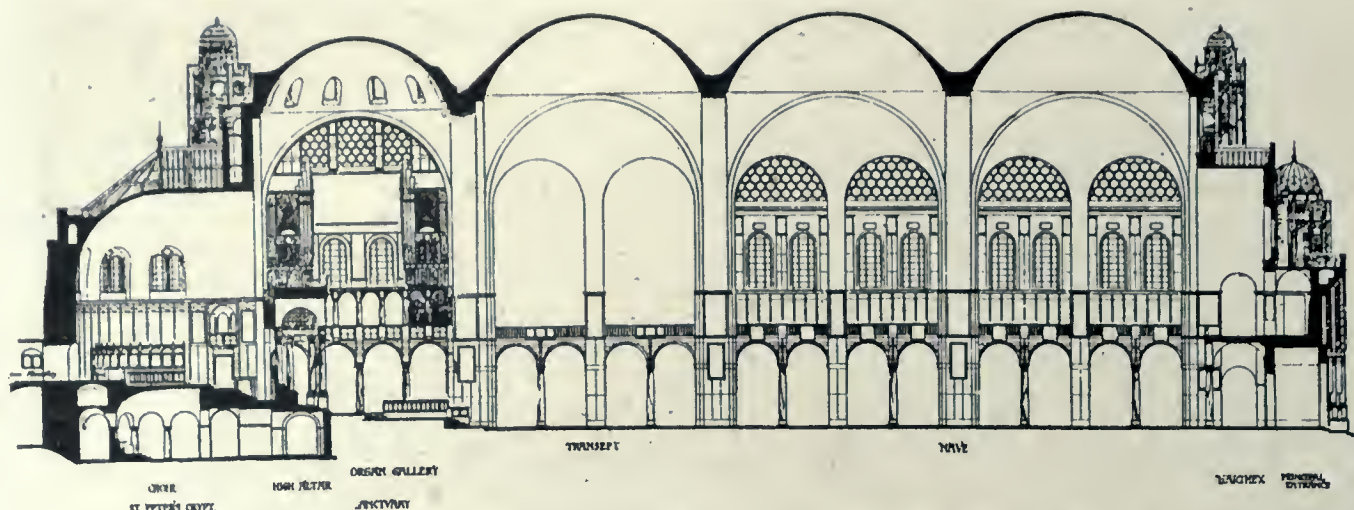 TRANSEPT
NAVE
ORGAN GALLERY
HIGH ALTAR
CHOIR
PRINCIPAL
NARTHEX
ENTRANCE
ST PETER'S CRYPT
SANCTUARY